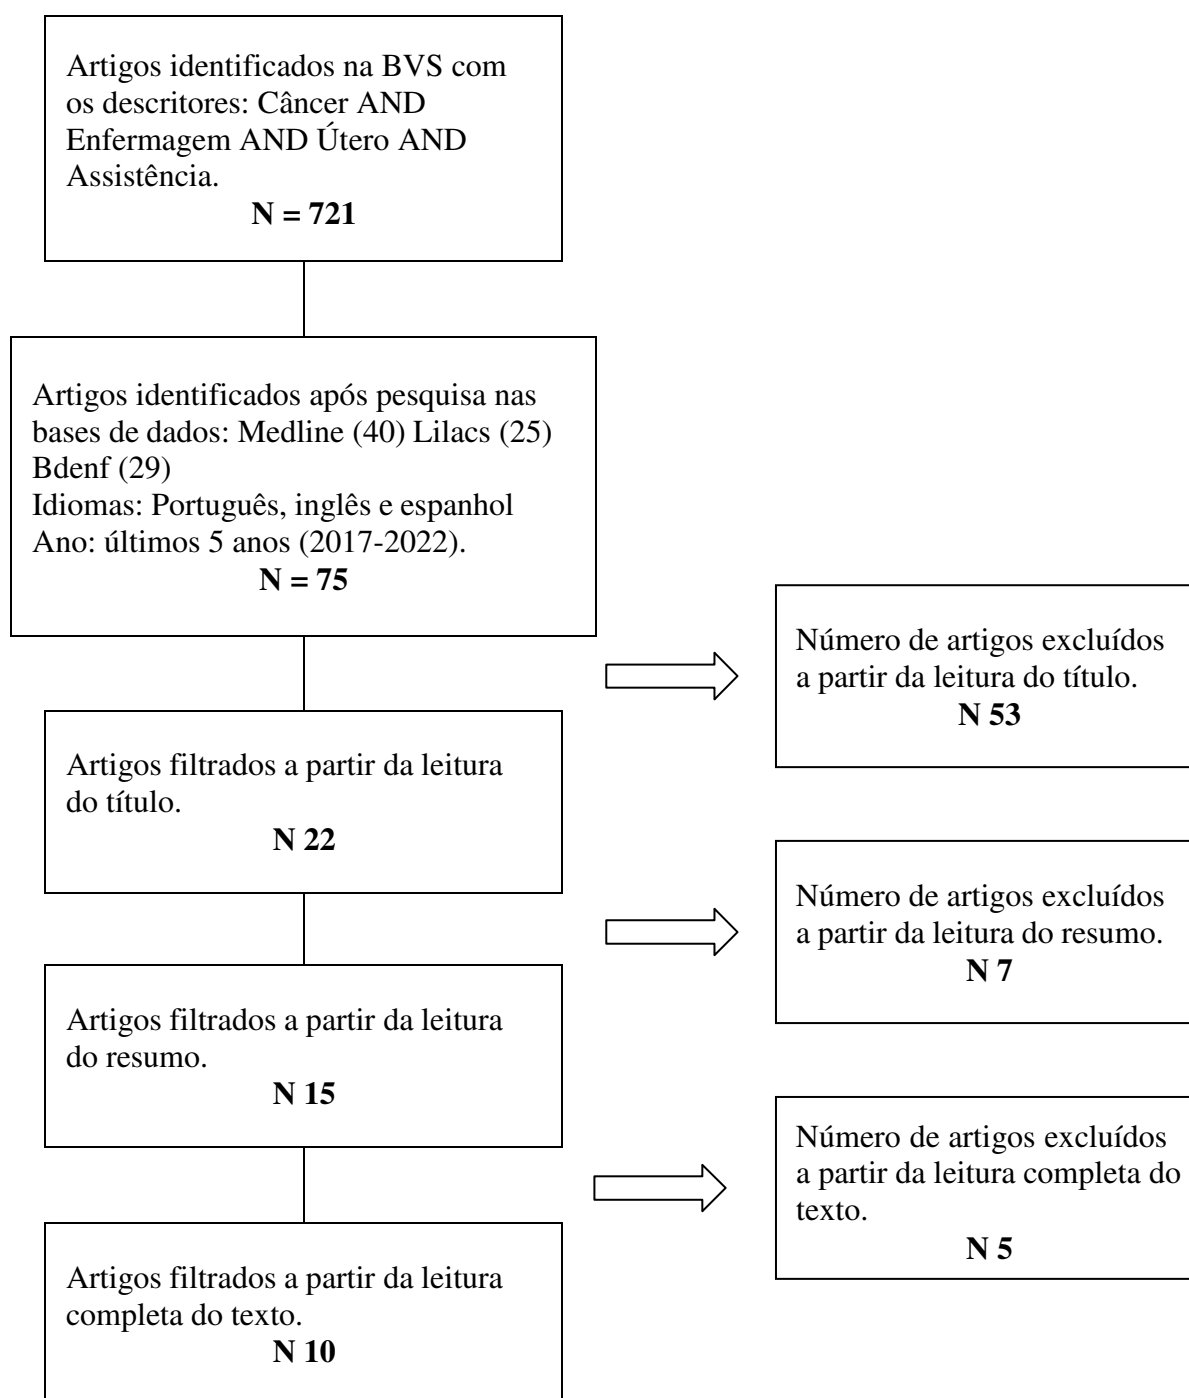 Artigos identificados na BVS com
os descritores: Câncer AND
Enfermagem AND Útero AND
Assistência.
N = 721
Artigos identificados após pesquisa nas
bases de dados: Medline (40) Lilacs (25)
Bdenf (29)
Idiomas: Português, inglês e espanhol
Ano: últimos 5 anos (2017-2022).
N = 75
Número de artigos excluídos
a partir da leitura do título.
N 53
Artigos filtrados a partir da leitura
do título.
N 22
Número de artigos excluídos
a partir da leitura do resumo.
N 7
Artigos filtrados a partir da leitura
do resumo.
N 15
Número de artigos excluídos
a partir da leitura completa do
texto.
N 5
Artigos filtrados a partir da leitura
completa do texto.
N 10